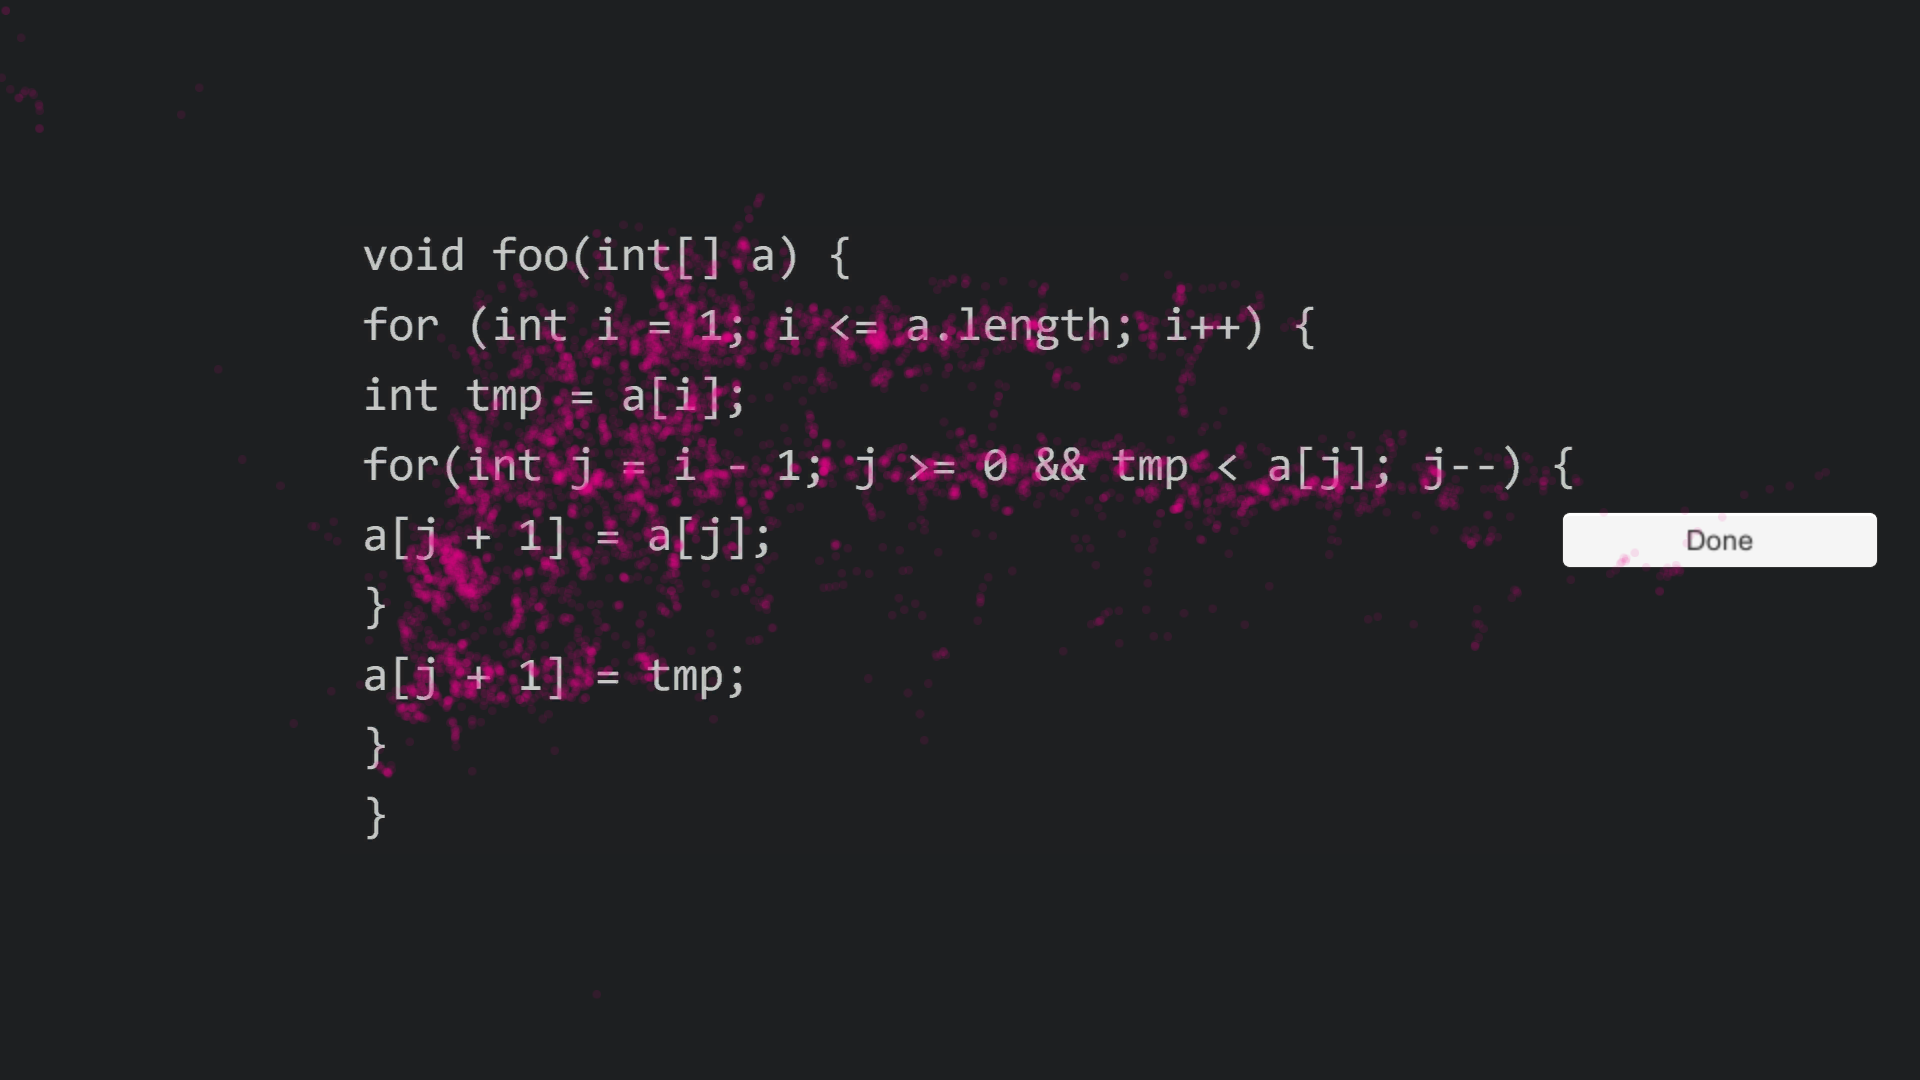 void foo(int[] a) {
for (int i = 1; i <= a.length; i++) {
int tmp = a[i];
for(int j = i - 1; j >= 0 && tmp < a[j]; j--) {
a[j + 1] = a[j];
}
a[j + 1] = tmp;
}
}
Done